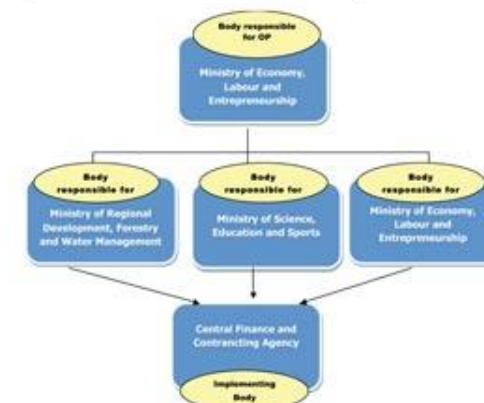 Body responsible
for OP
Ministry of Economy,
Labour and
Entrepreneurship
Body
responsible for
Ministry of Regional
Development, Forestry
and Water Management
Body
responsible for
Ministry of Science,
Education and Sports
Body
responsible for
Ministry of Economy,
Labour and
Entrepreneurship
Central Finance and
Contrancting Agency
Implementing
Body